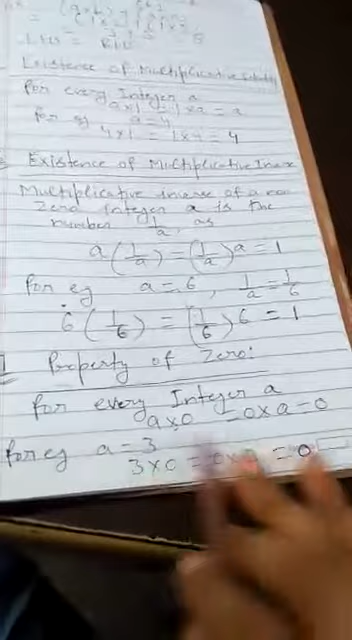 Existence of Multiplicative Identity
for every Integer a
a×1 = 1×a = a
for eg a = 4
4×1 = 1×4 = 4
Existence of Multiplicative Inver
Multiplicative inverse of a non
Zero integer a is the
number 1/a, as
a(1/a) = (1/a)a = 1
for eg a = 6, 1/a = 1/6
6(1/6) = (1/6)6 = 1
Property of Zero:
for every Integer a
a×0 = 0×a = 0
for eg a = 3
3×0 = 0×3 = 0